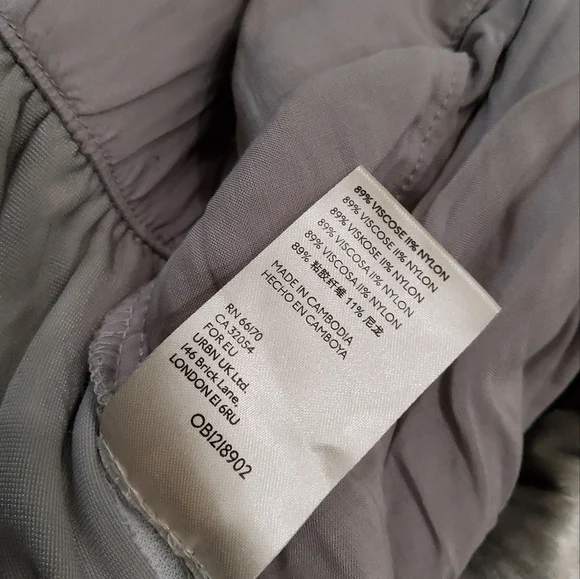 89% VISCOSE 11% NYLON
89% VISCOSE 11% NYLON
89% VISKOSE 11% NYLON
89% VISCOSA 11% NYLON
89% VISCOSA 11% NYLON
89% 粘胶纤维 11% 尼龙
MADE IN CAMBODIA
HECHO EN CAMBOYA
RN 66170
CA 32054
FOR EU
URBN UK Ltd.
146 Brick Lane,
LONDON E1 6RU
OB1218902